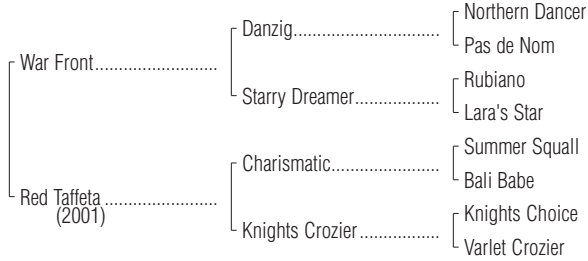 Northern Dancer
Danzig..........................................
Pas de Nom
War Front...................................
Rubiano
Starry Dreamer........................
Lara's Star
Summer Squall
Charismatic...............................
Bali Babe
Red Taffeta ................................
(2001)
Knights Choice
Knights Crozier.......................
Varlet Crozier